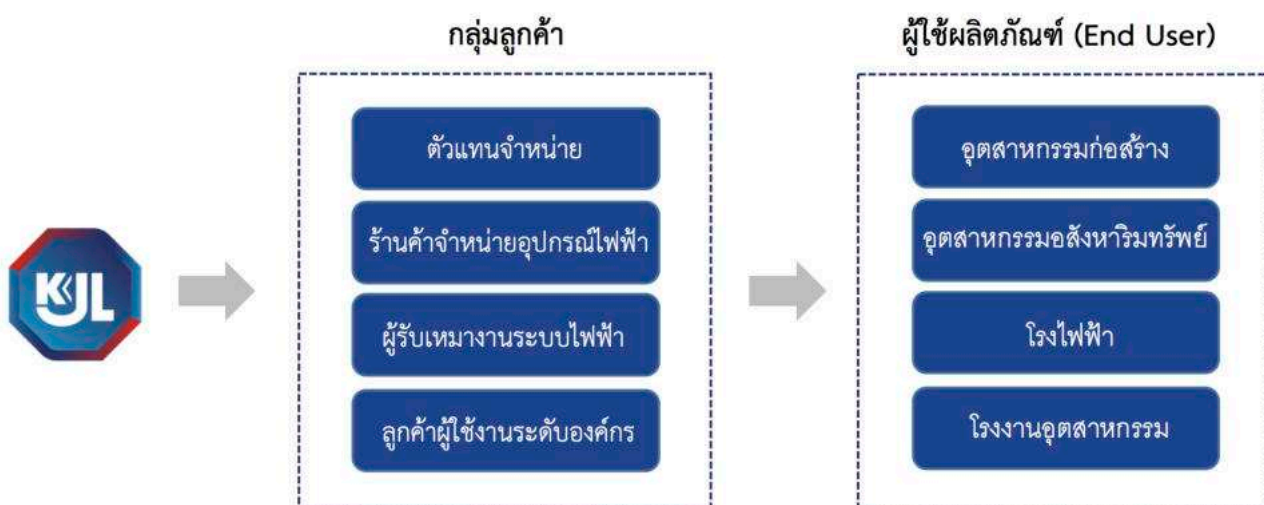 กลุ่มลูกค้า
ตัวแทนจำหน่าย
ร้านค้าจำหน่ายอุปกรณ์ไฟฟ้า
ผู้รับเหมางานระบบไฟฟ้า
ลูกค้าผู้ใช้งานระดับองค์กร
ผู้ใช้ผลิตภัณฑ์ (End User)
อุตสาหกรรมก่อสร้าง
อุตสาหกรรมอสังหาริมทรัพย์
โรงไฟฟ้า
โรงงานอุตสาหกรรม
KJL